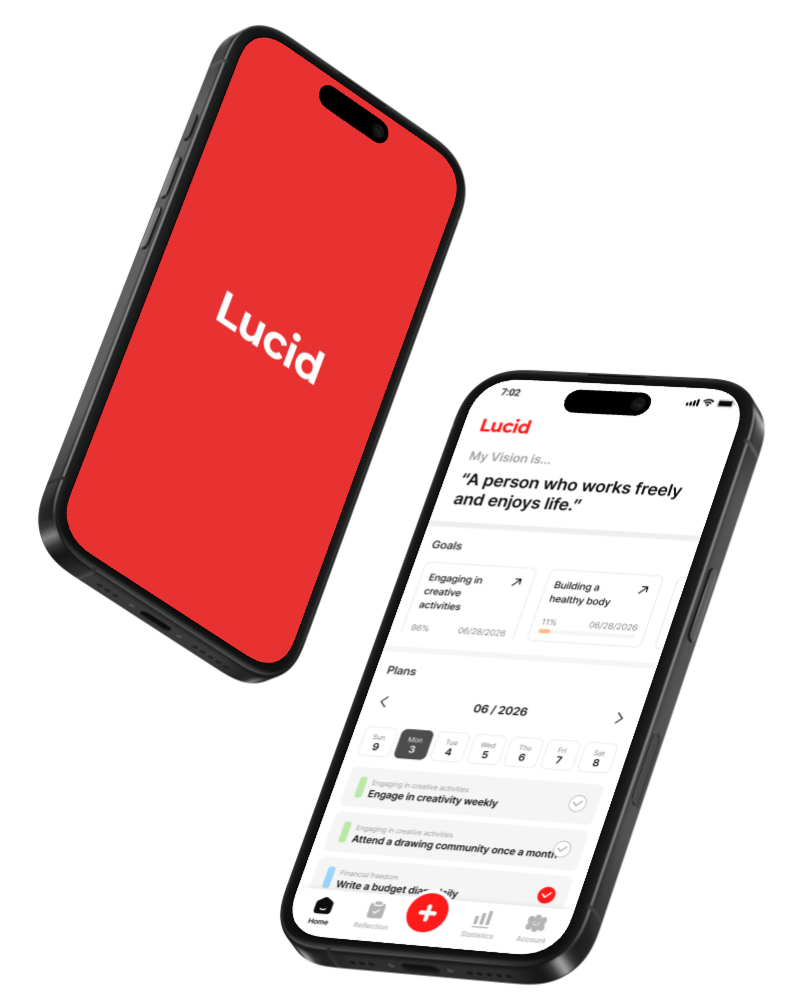 Lucid
7:02
Lucid
My Vision is...
“A person who works freely
and enjoys life.”
Goals
Engaging in
creative
activities
86% 06/28/2026
Building a
healthy body
11% 06/28/2026
Plans
06 / 2026
Sun Mon Tue Wed Thu Fri Sat
9 3 4 5 6 7 8
Engaging in creative activities
Engage in creativity weekly
Engaging in creative activities
Attend a drawing community once a month
Financial freedom
Write a budget diary daily
Home Reflection Statistics Account